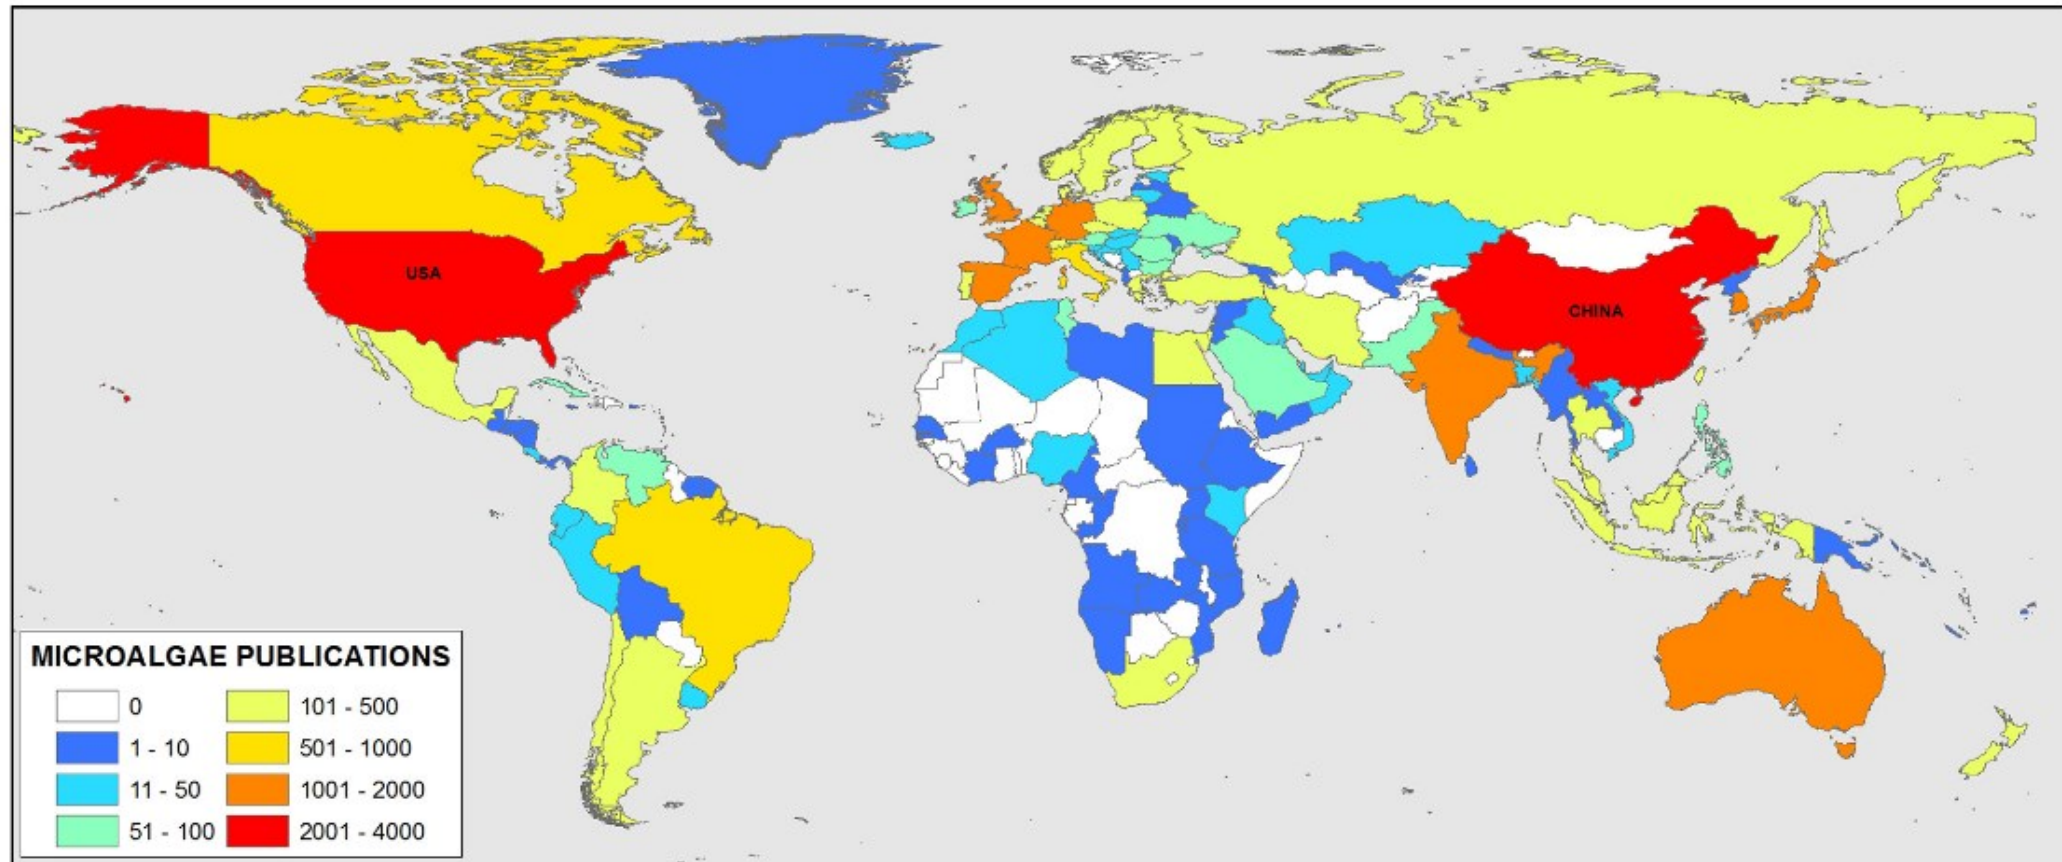 USA
CHINA
MICROALGAE PUBLICATIONS
0
1 - 10
11 - 50
51 - 100
101 - 500
501 - 1000
1001 - 2000
2001 - 4000